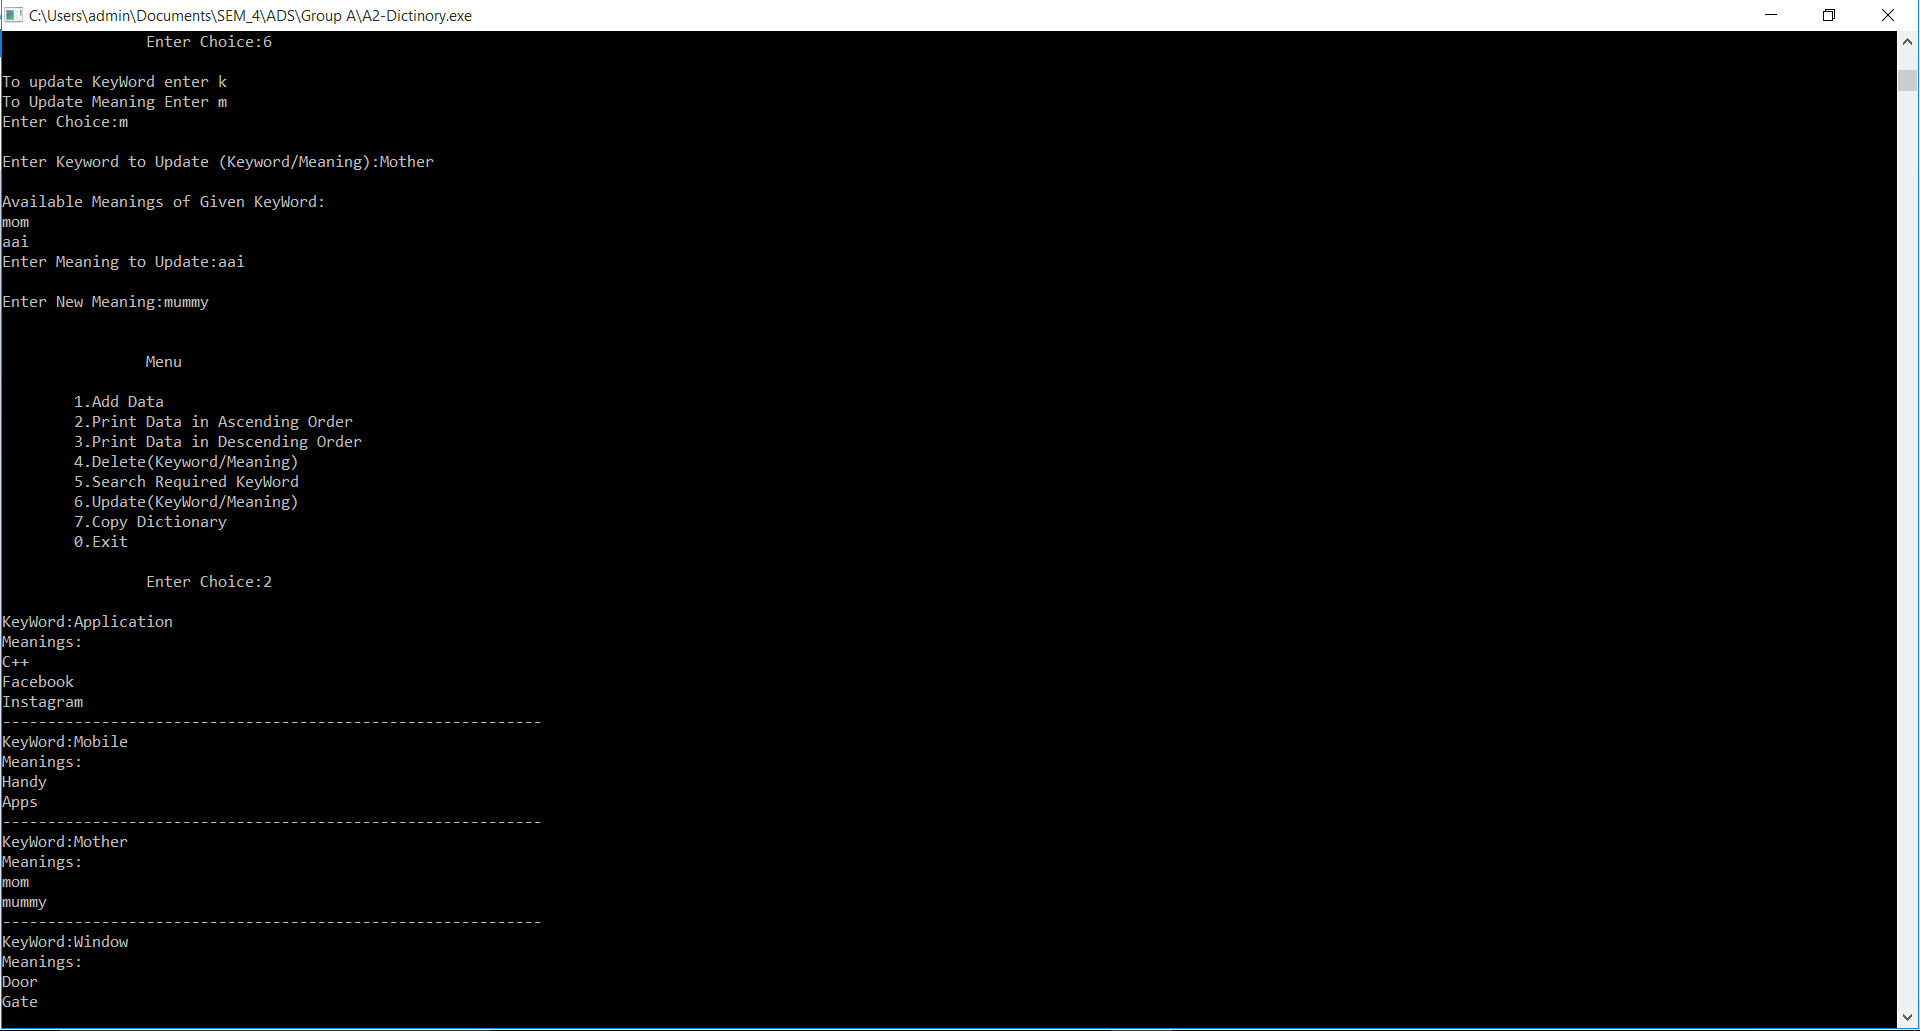 C:\Users\admin\Documents\SEM_4\ADS\Group A\A2-Dictinory.exe
Enter Choice:6
To update KeyWord enter k
To Update Meaning Enter m
Enter Choice:m
Enter Keyword to Update (Keyword/Meaning):Mother
Available Meanings of Given KeyWord:
mom
aai
Enter Meaning to Update:aai
Enter New Meaning:mummy
Menu
1.Add Data
2.Print Data in Ascending Order
3.Print Data in Descending Order
4.Delete(Keyword/Meaning)
5.Search Required KeyWord
6.Update(KeyWord/Meaning)
7.Copy Dictionary
0.Exit
Enter Choice:2
KeyWord:Application
Meanings:
C++
Facebook
Instagram
------------------------------------------------------------
KeyWord:Mobile
Meanings:
Handy
Apps
------------------------------------------------------------
KeyWord:Mother
Meanings:
mom
mummy
------------------------------------------------------------
KeyWord:Window
Meanings:
Door
Gate